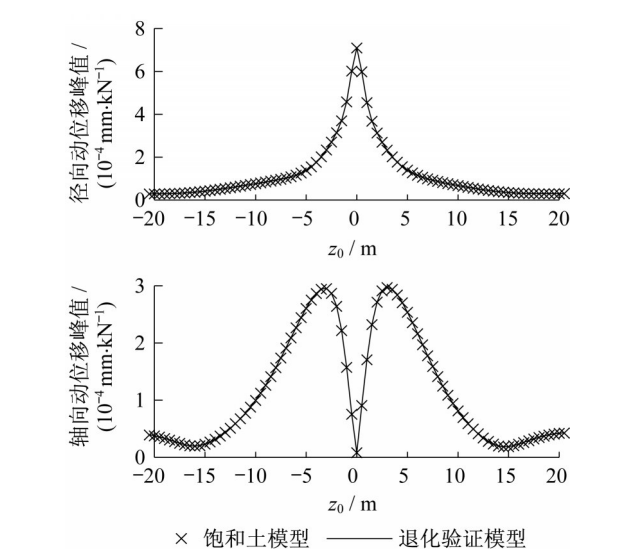 径向动位移峰值 /
(10⁻⁴ mm·kN⁻¹)
8
6
4
2
0
−20 −15 −10 −5 0 5 10 15 20
z₀ / m
轴向动位移峰值 /
(10⁻⁴ mm·kN⁻¹)
3
2
1
0
−20 −15 −10 −5 0 5 10 15 20
z₀ / m
× 饱和土模型 —— 退化验证模型